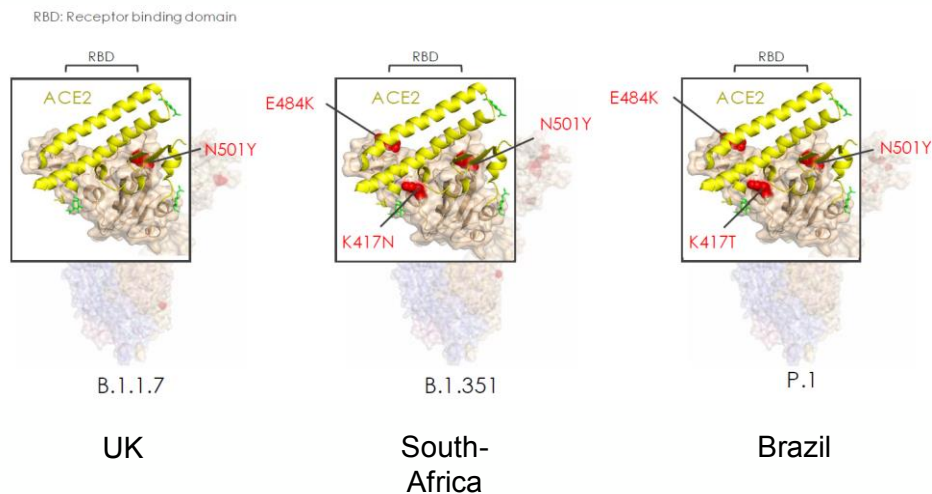 RBD: Receptor binding domain
RBD
ACE2
N501Y
B.1.1.7
UK
RBD
E484K
ACE2
N501Y
K417N
B.1.351
South-
Africa
RBD
E484K
ACE2
N501Y
K417T
P.1
Brazil